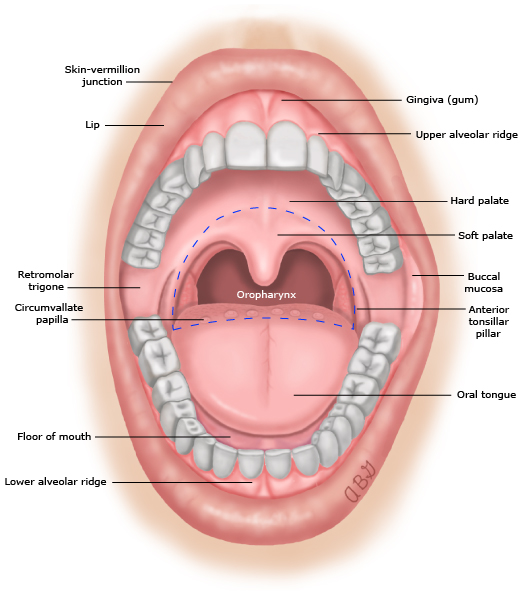 Skin-vermillion
junction
Lip
Gingiva (gum)
Upper alveolar ridge
Hard palate
Soft palate
Retromolar
trigone
Buccal
mucosa
Oropharynx
Circumvallate
papilla
Anterior
tonsillar
pillar
Oral tongue
Floor of mouth
Lower alveolar ridge